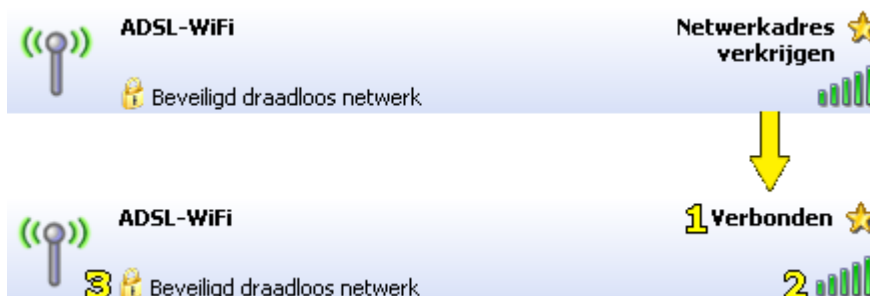 ADSL-WiFi
Netwerkadres
verkrijgen
Beveiligd draadloos netwerk
ADSL-WiFi
1 Verbonden
3 Beveiligd draadloos netwerk
2